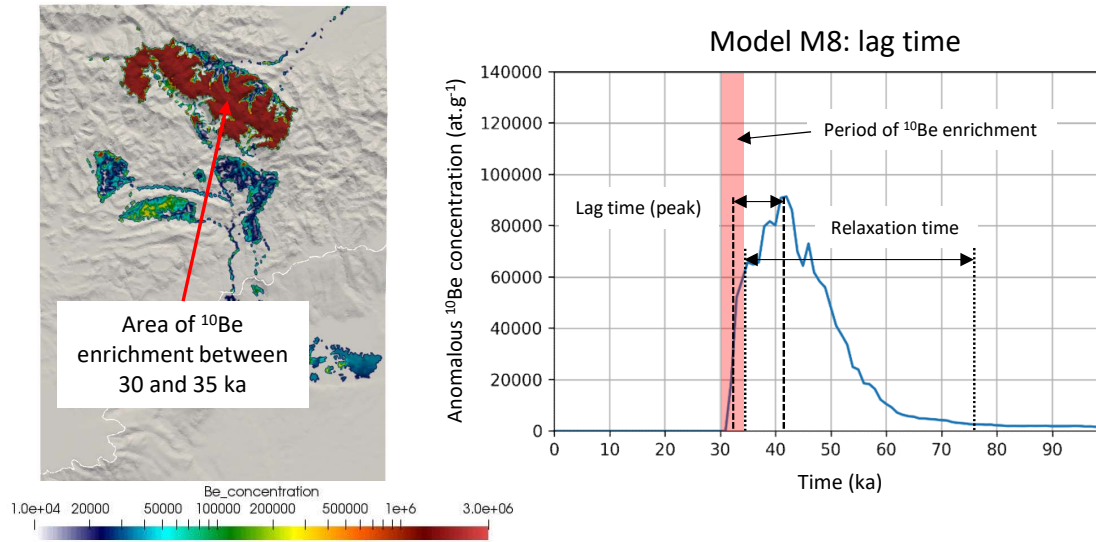 Area of ¹⁰Be
enrichment between
30 and 35 ka
Be_concentration
1.0e+04 20000 50000 100000 200000 500000 1e+6 3.0e+06
Model M8: lag time
140000
120000
100000
80000
60000
40000
20000
0
Anomalous ¹⁰Be concentration (at.g⁻¹)
Period of ¹⁰Be enrichment
Lag time (peak)
Relaxation time
0 10 20 30 40 50 60 70 80 90
Time (ka)